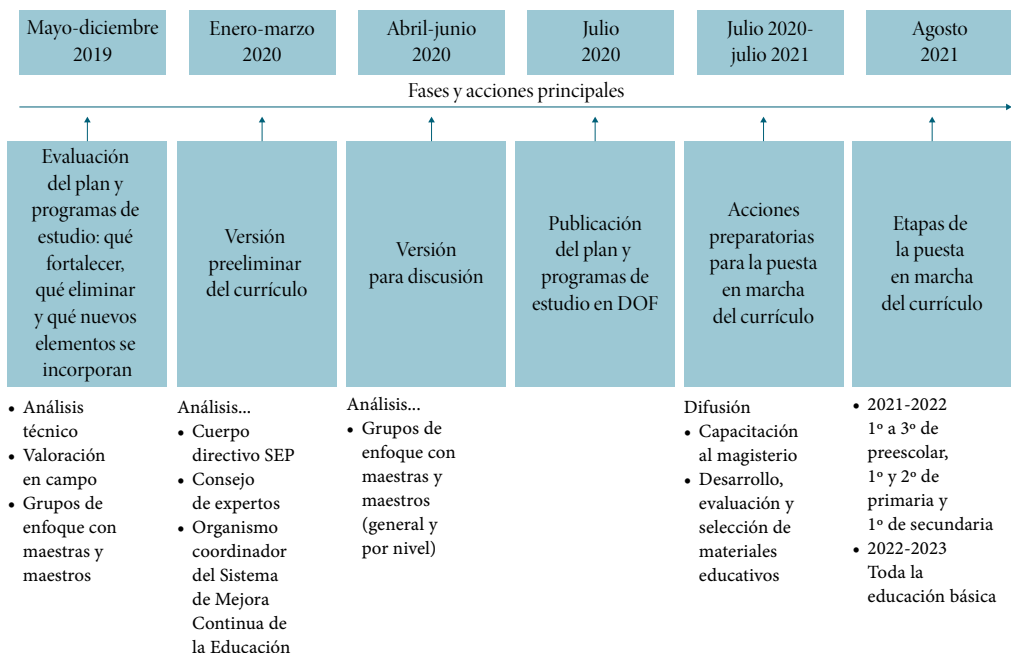 Mayo-diciembre
2019
Enero-marzo
2020
Abril-junio
2020
Julio
2020
Julio 2020-
julio 2021
Agosto
2021
Fases y acciones principales
Evaluación
del plan y
programas de
estudio: qué
fortalecer,
qué eliminar
y qué nuevos
elementos se
incorporan
Versión
preeliminar
del currículo
Versión
para discusión
Publicación
del plan y
programas de
estudio en DOF
Acciones
preparatorias
para la puesta
en marcha
del currículo
Etapas de
la puesta
en marcha
del currículo
• Análisis
técnico
• Valoración
en campo
• Grupos de
enfoque con
maestras y
maestros
Análisis...
• Cuerpo
directivo SEP
• Consejo
de expertos
• Organismo
coordinador
del Sistema
de Mejora
Continua de
la Educación
Análisis...
• Grupos de
enfoque con
maestras y
maestros
(general y
por nivel)
Difusión
• Capacitación
al magisterio
• Desarrollo,
evaluación y
selección de
materiales
educativos
• 2021-2022
1º a 3º de
preescolar,
1º y 2º de
primaria y
1º de secundaria
• 2022-2023
Toda la
educación básica